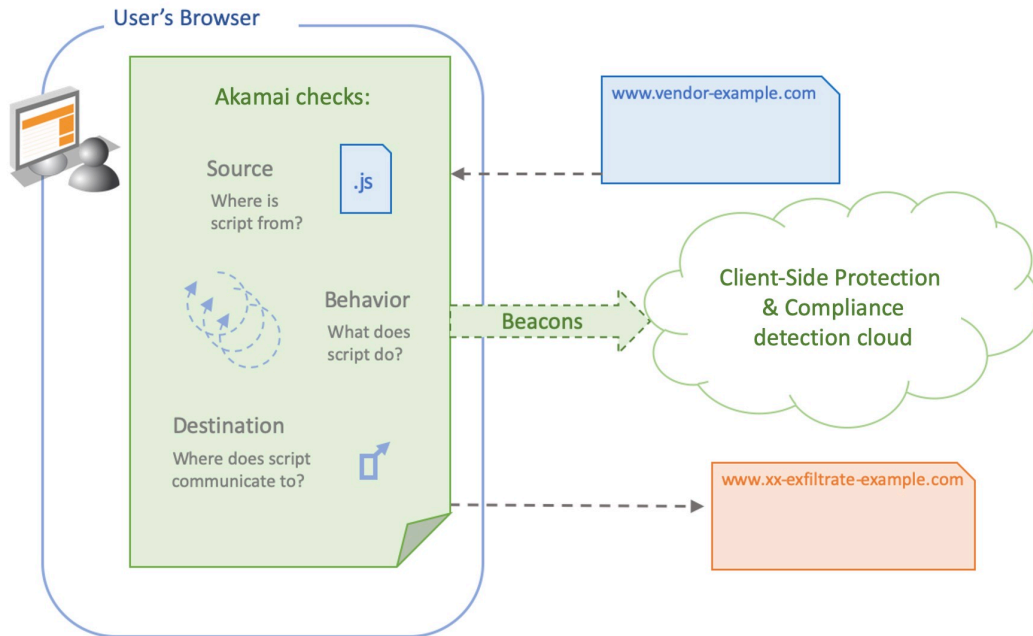 User's Browser
Akamai checks:
www.vendor-example.com
Source
.js
Where is
script from?
Client-Side Protection
& Compliance
detection cloud
Behavior
What does
script do?
Beacons
Destination
Where does script
communicate to?
www.xx-exfiltrate-example.com